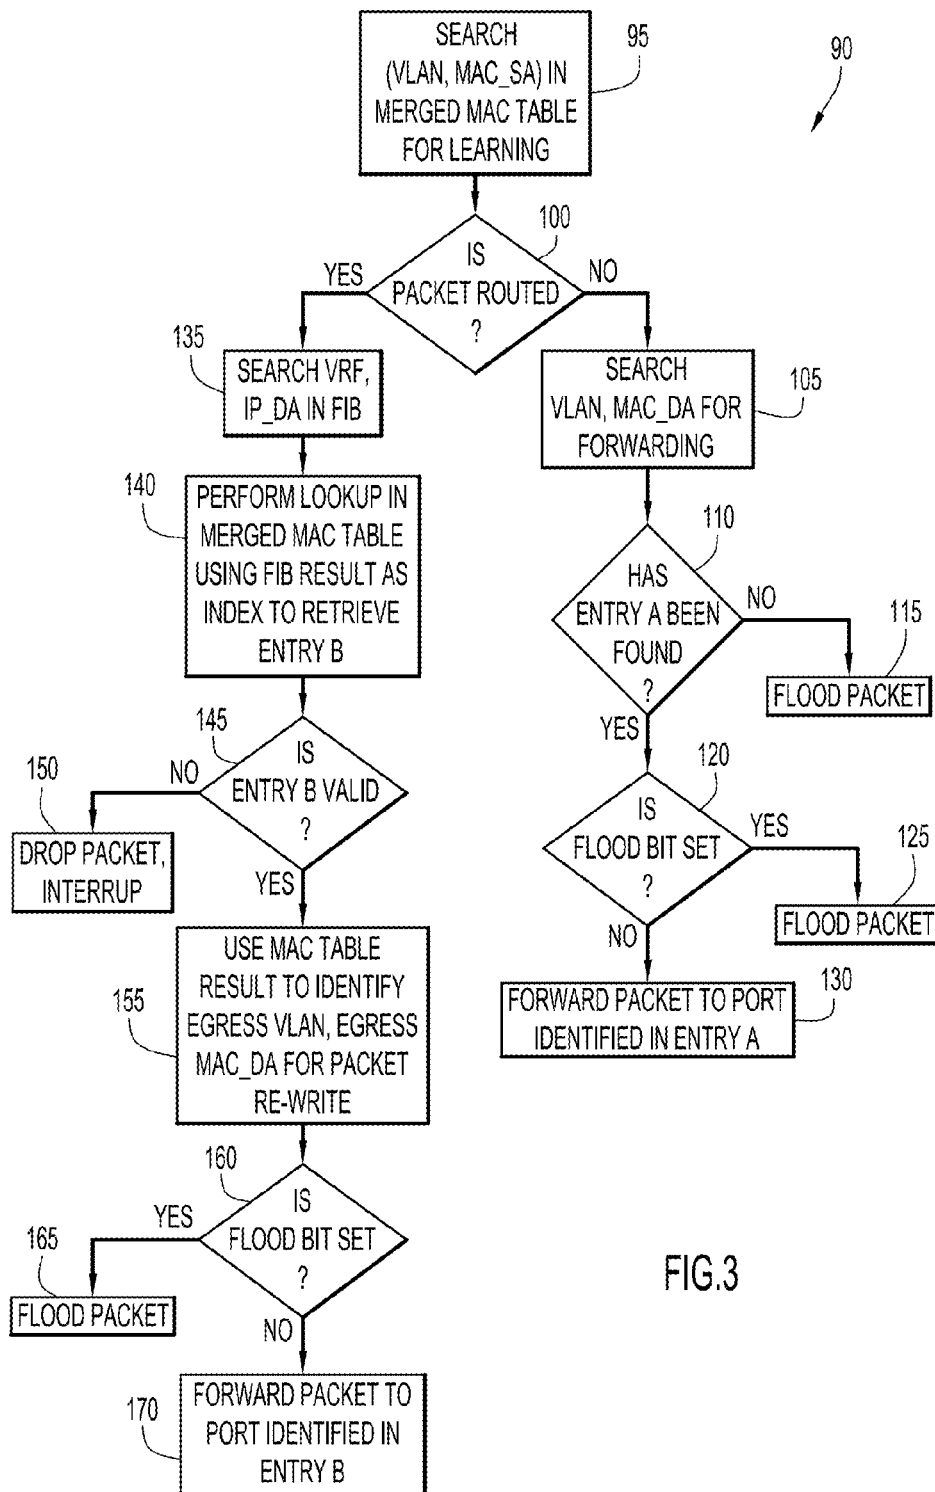 SEARCH
(VLAN, MAC_SA) IN
MERGED MAC TABLE
FOR LEARNING
95
90
100
IS
PACKET ROUTED
?
YES
NO
135
SEARCH VRF,
IP_DA IN FIB
SEARCH
VLAN, MAC_DA FOR
FORWARDING
105
140
PERFORM LOOKUP IN
MERGED MAC TABLE
USING FIB RESULT AS
INDEX TO RETRIEVE
ENTRY B
110
HAS
ENTRY A BEEN
FOUND
?
NO
115
FLOOD PACKET
YES
145
IS
ENTRY B VALID
?
NO
150
DROP PACKET,
INTERRUP
YES
120
IS
FLOOD BIT SET
?
YES
125
FLOOD PACKET
NO
155
USE MAC TABLE
RESULT TO IDENTIFY
EGRESS VLAN, EGRESS
MAC_DA FOR PACKET
RE-WRITE
130
FORWARD PACKET TO PORT
IDENTIFIED IN ENTRY A
160
IS
FLOOD BIT SET
?
YES
165
FLOOD PACKET
NO
170
FORWARD PACKET TO
PORT IDENTIFIED IN
ENTRY B
FIG.3